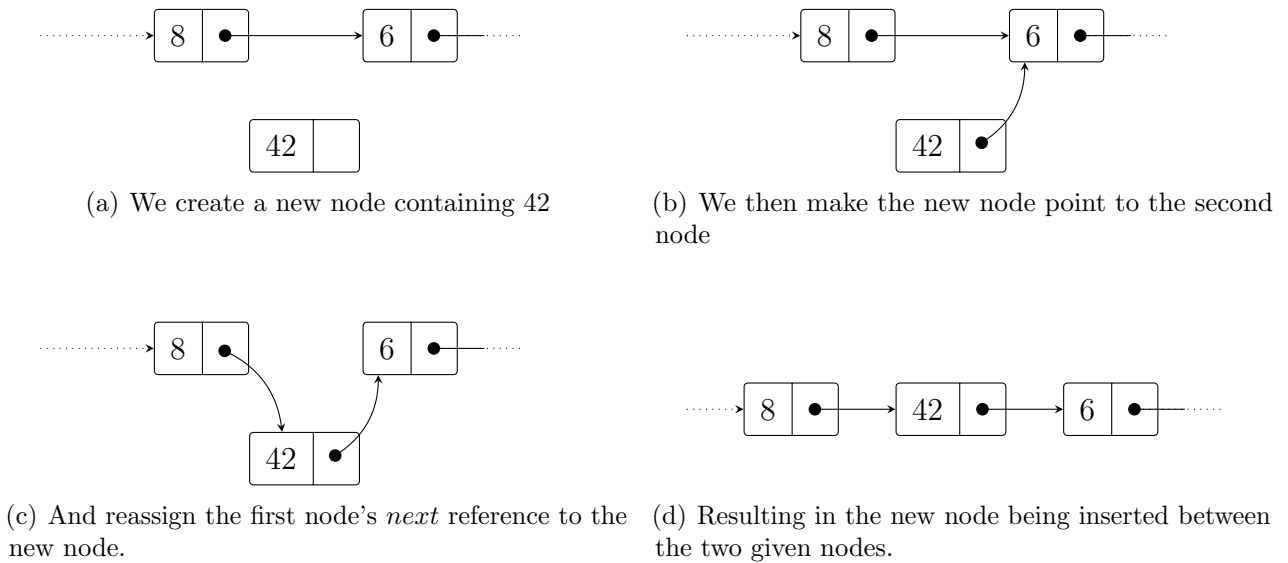 8 6
42
(a) We create a new node containing 42
8 6
42
(b) We then make the new node point to the second
node
8 6
42
(c) And reassign the first node's next reference to the
new node.
8 42 6
(d) Resulting in the new node being inserted between
the two given nodes.